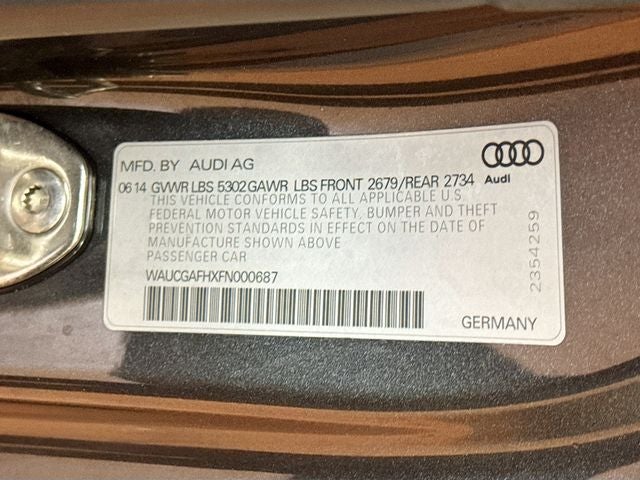 MFD. BY AUDI AG
0614 GVWR LBS 5302 GAWR LBS FRONT 2679/REAR 2734
Audi
THIS VEHICLE CONFORMS TO ALL APPLICABLE U.S.
FEDERAL MOTOR VEHICLE SAFETY, BUMPER AND THEFT
PREVENTION STANDARDS IN EFFECT ON THE DATE OF
MANUFACTURE SHOWN ABOVE
PASSENGER CAR
WAUCGAFHXFN000687
GERMANY
2354259